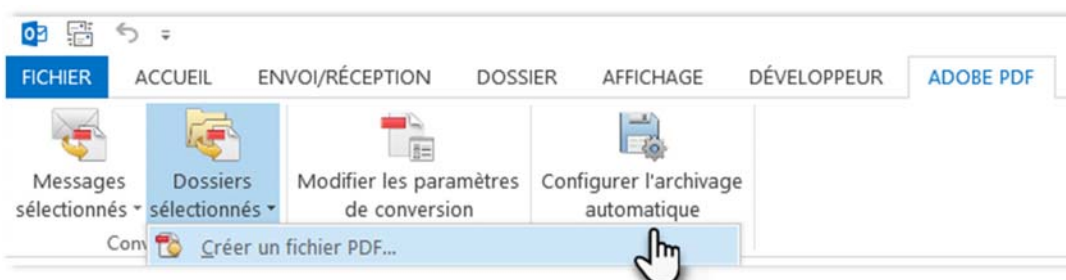 FICHIER ACCUEIL ENVOI/RÉCEPTION DOSSIER AFFICHAGE DÉVELOPPEUR ADOBE PDF
Messages Dossiers Modifier les paramètres Configurer l'archivage
sélectionnés sélectionnés de conversion automatique
Créer un fichier PDF...